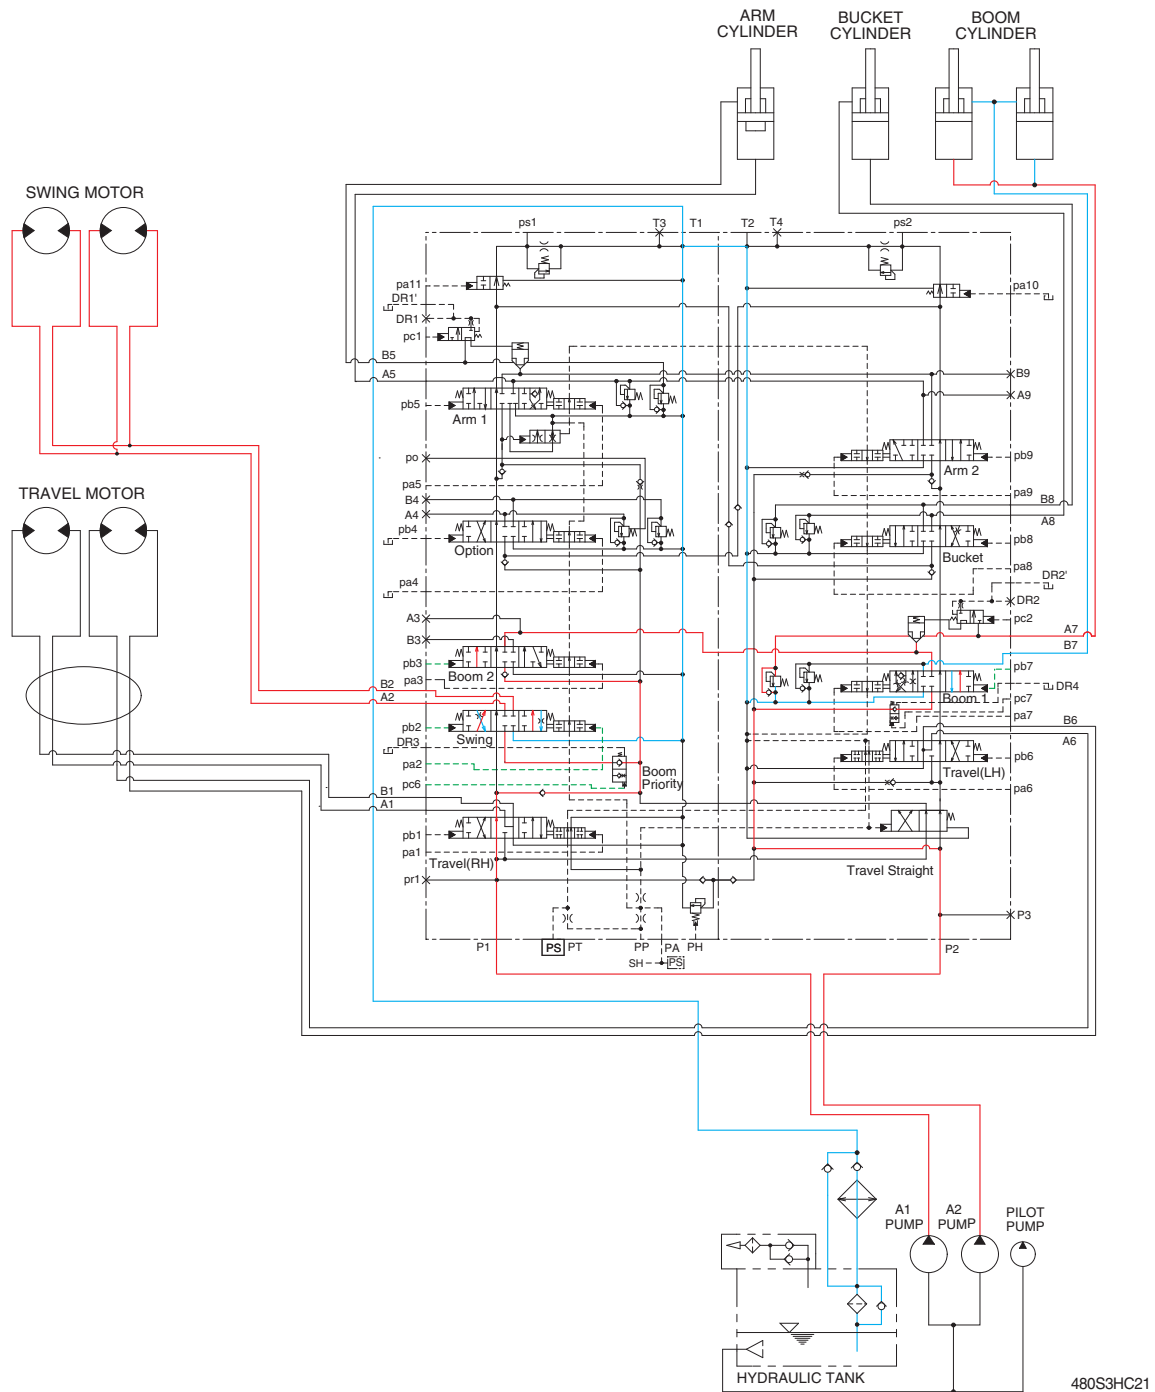 ARM
CYLINDER
BUCKET
CYLINDER
BOOM
CYLINDER
SWING MOTOR
TRAVEL MOTOR
ps1
T3
T1
T2
T4
ps2
pa11
DR1'
DR1
pc1
B5
A5
pb5
Arm 1
po
pa5
B4
A4
pb4
Option
pa4
A3
B3
pb3
Boom 2
pa3
B2
A2
pb2
Swing
DR3
pa2
pc6
Boom
Priority
B1
A1
pb1
pa1
Travel(RH)
pr1
pa10
B9
A9
pb9
Arm 2
pa9
B8
A8
pb8
Bucket
pa8
DR2'
DR2
pc2
A7
B7
pb7
DR4
Boom 1
pc7
pa7
B6
A6
pb6
Travel(LH)
pa6
Travel Straight
P3
P1
PS
PT
PP
PA
PH
P2
SH
PS
A1
PUMP
A2
PUMP
PILOT
PUMP
HYDRAULIC TANK
480S3HC21